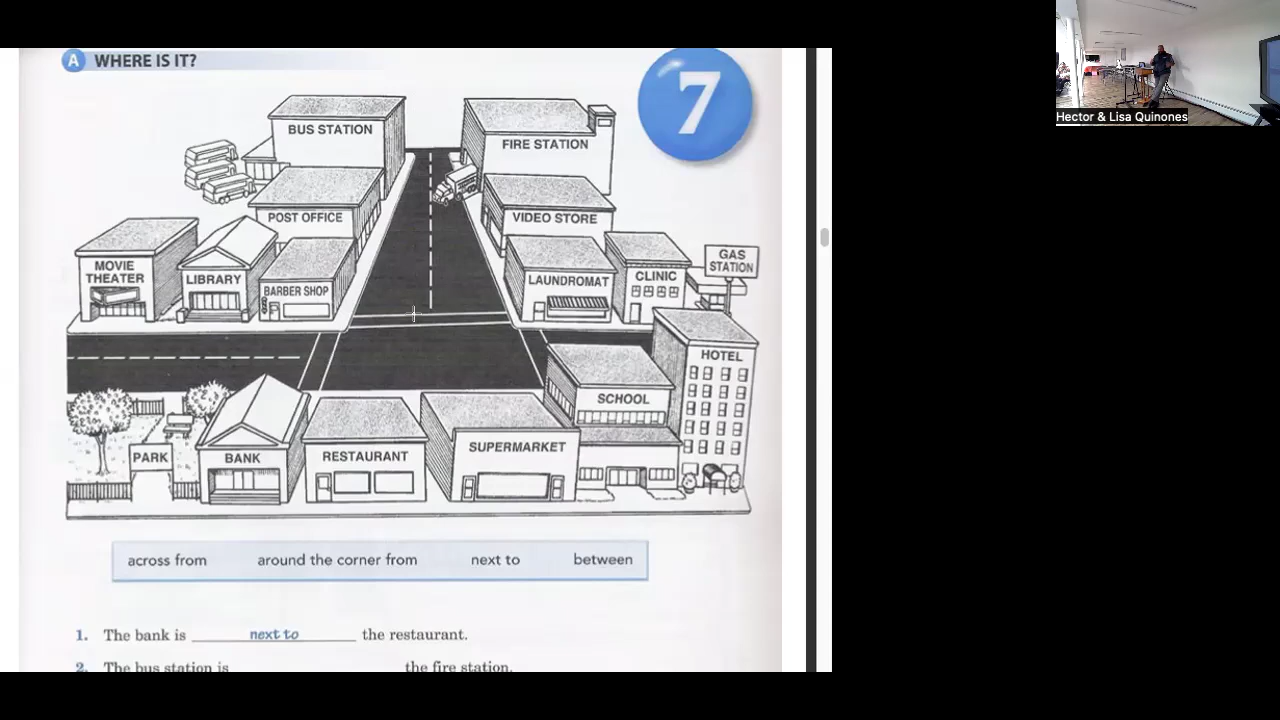 A WHERE IS IT?
7
Hector & Lisa Quinones
BUS STATION
FIRE STATION
POST OFFICE
VIDEO STORE
MOVIE THEATER
LIBRARY
BARBER SHOP
LAUNDROMAT
CLINIC
GAS STATION
HOTEL
SCHOOL
PARK
BANK
RESTAURANT
SUPERMARKET
across from around the corner from next to between
1. The bank is next to the restaurant.
2. The bus station is the fire station.